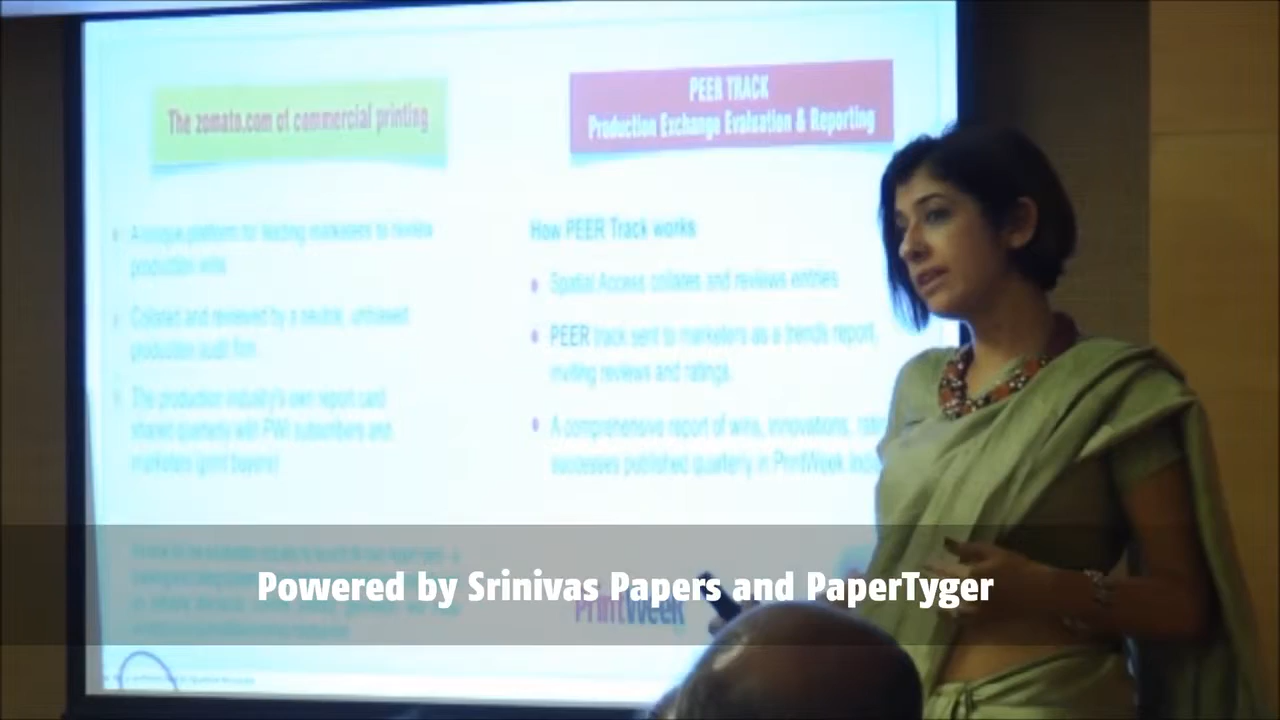 The zomato.com of commercial printing
A unique platform for leading marketers to review
production wins
Collated and reviewed by a neutral, unbiased
production audit firm
The production industry's own report card
shared quarterly with PWI subscribers and
marketers (print buyers)
PEER TRACK
Production Exchange Evaluation & Reporting
How PEER Track works
Spatial Access collates and reviews entries
PEER track sent to marketers as a trends report,
inviting reviews and ratings.
A comprehensive report of wins, innovations,
successes published quarterly in PrintWeek
Powered by Srinivas Papers and PaperTyger
PrintWeek